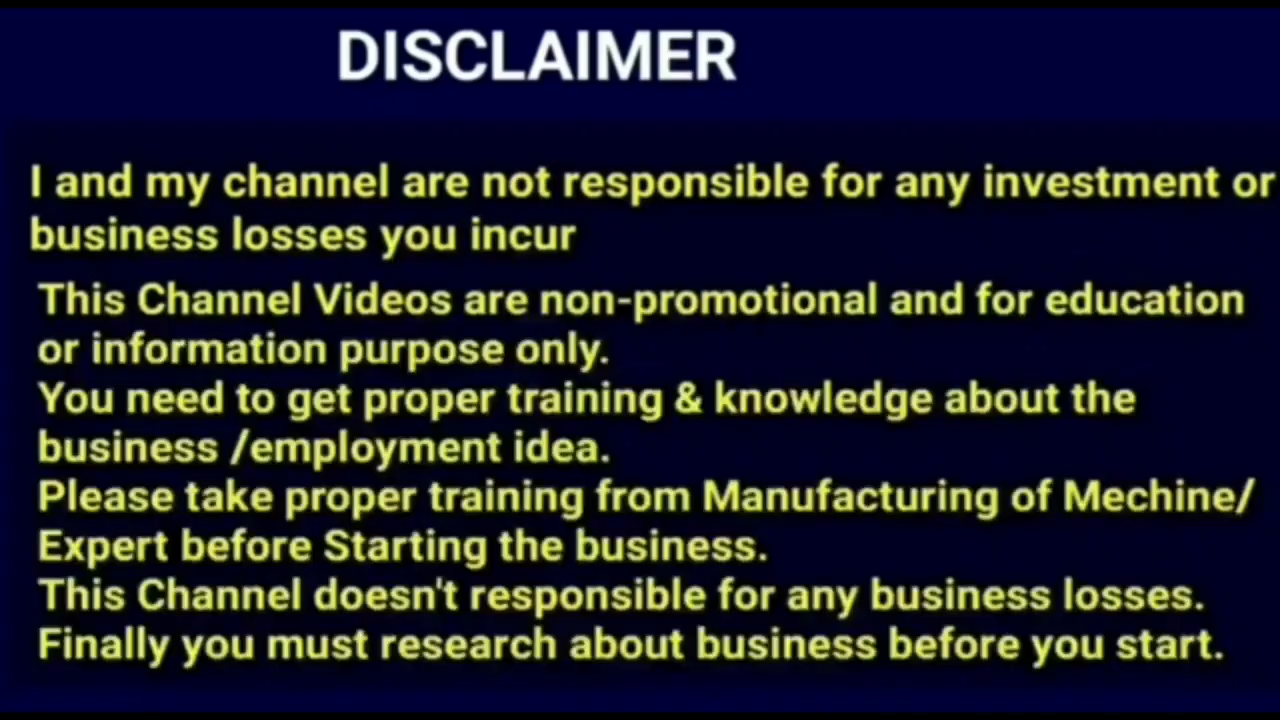 DISCLAIMER
I and my channel are not responsible for any investment or
business losses you incur
This Channel Videos are non-promotional and for education
or information purpose only.
You need to get proper training & knowledge about the
business /employment idea.
Please take proper training from Manufacturing of Mechine/
Expert before Starting the business.
This Channel doesn't responsible for any business losses.
Finally you must research about business before you start.